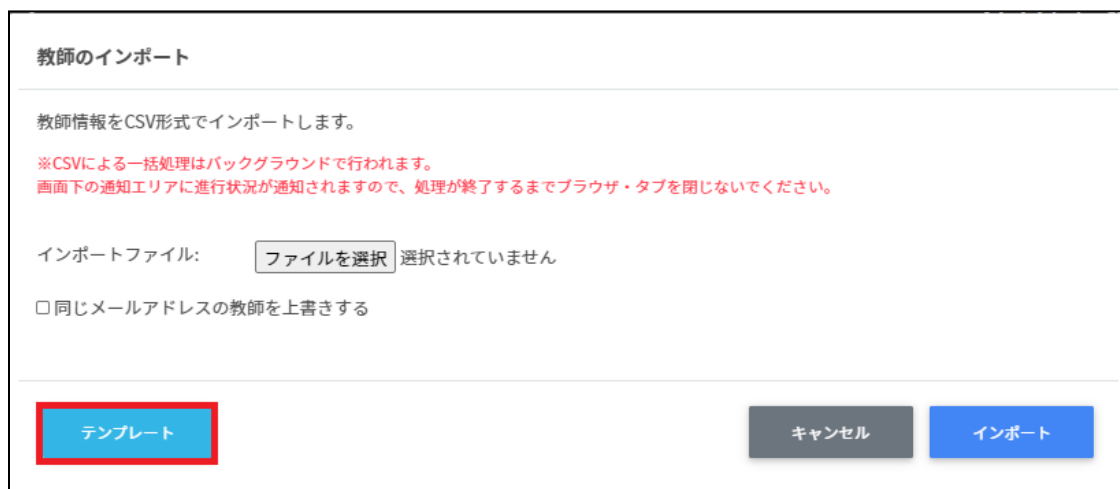 教師のインポート
教師情報をCSV形式でインポートします。
※CSVによる一括処理はバックグラウンドで行われます。
画面下の通知エリアに進行状況が通知されますので、処理が終了するまでブラウザ・タブを閉じないでください。
インポートファイル: ファイルを選択 選択されていません
同じメールアドレスの教師を上書きする
テンプレート キャンセル インポート